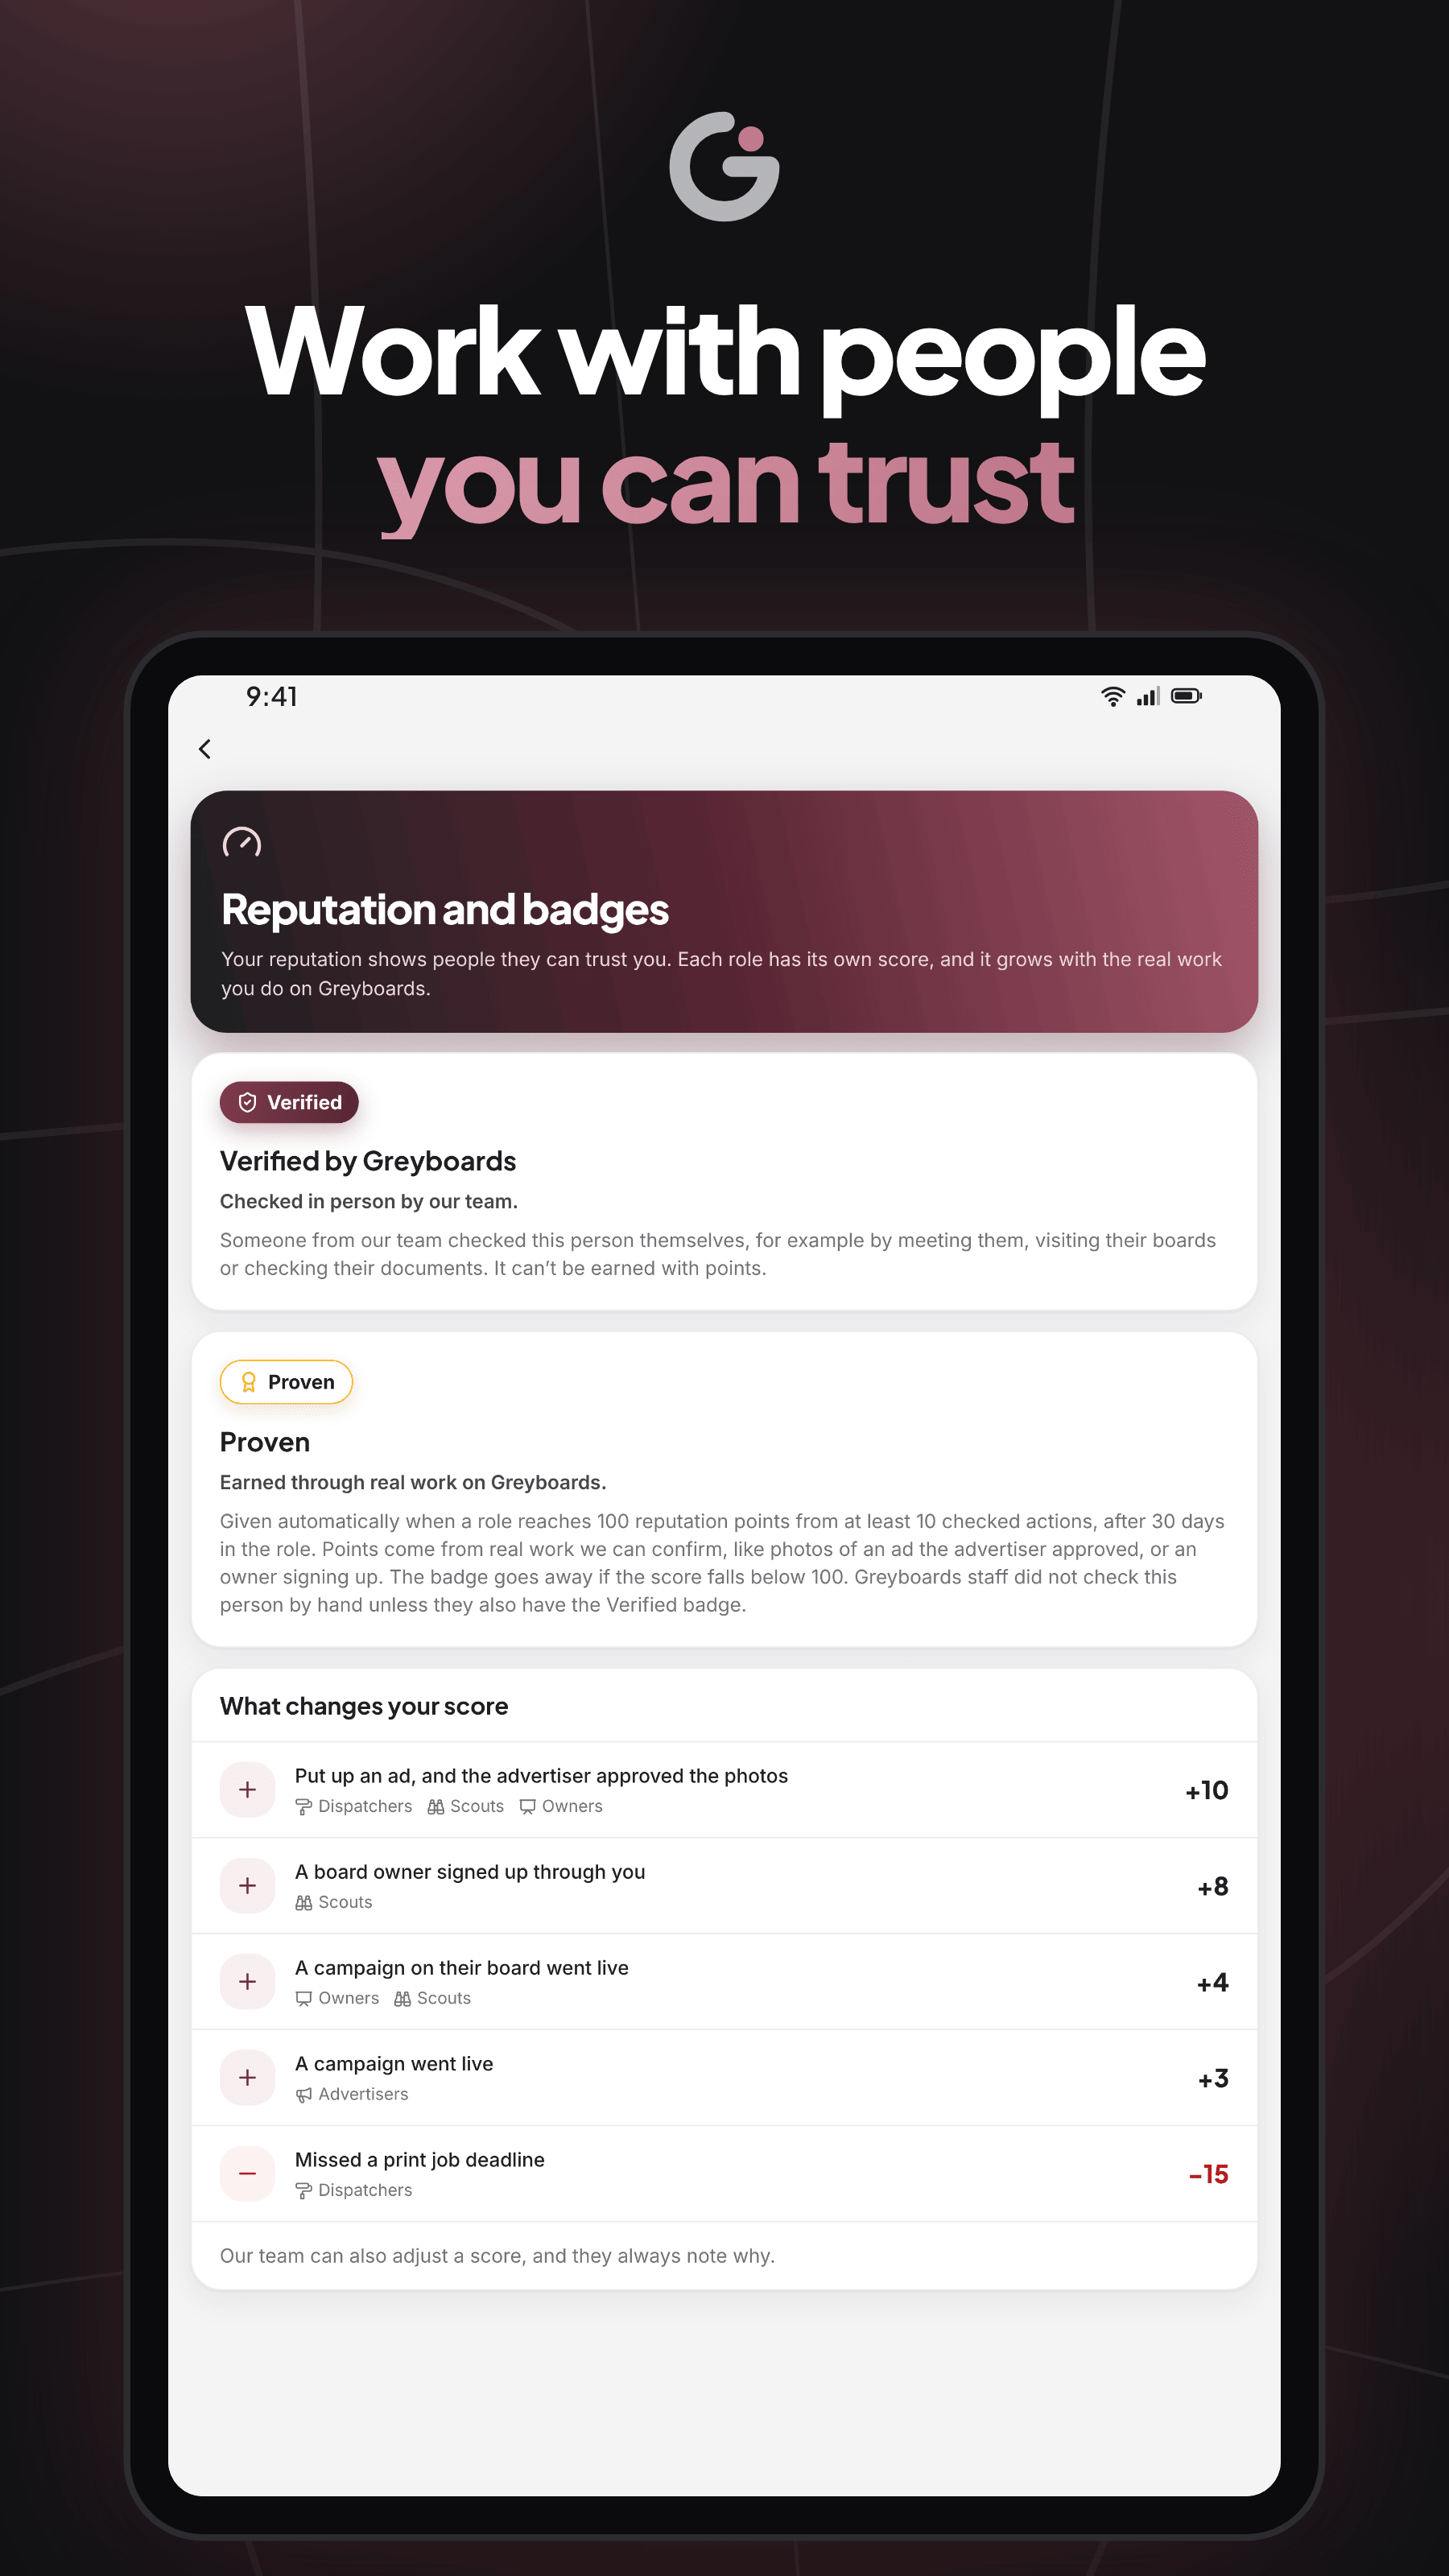 Work with people
you can trust
9:41
Reputation and badges
Your reputation shows people they can trust you. Each role has its own score, and it grows with the real work
you do on Greyboards.
Verified
Verified by Greyboards
Checked in person by our team.
Someone from our team checked this person themselves, for example by meeting them, visiting their boards
or checking their documents. It can’t be earned with points.
Proven
Proven
Earned through real work on Greyboards.
Given automatically when a role reaches 100 reputation points from at least 10 checked actions, after 30 days
in the role. Points come from real work we can confirm, like photos of an ad the advertiser approved, or an
owner signing up. The badge goes away if the score falls below 100. Greyboards staff did not check this
person by hand unless they also have the Verified badge.
What changes your score
Put up an ad, and the advertiser approved the photos
Dispatchers Scouts Owners
+10
A board owner signed up through you
Scouts
+8
A campaign on their board went live
Owners Scouts
+4
A campaign went live
Advertisers
+3
Missed a print job deadline
Dispatchers
−15
Our team can also adjust a score, and they always note why.